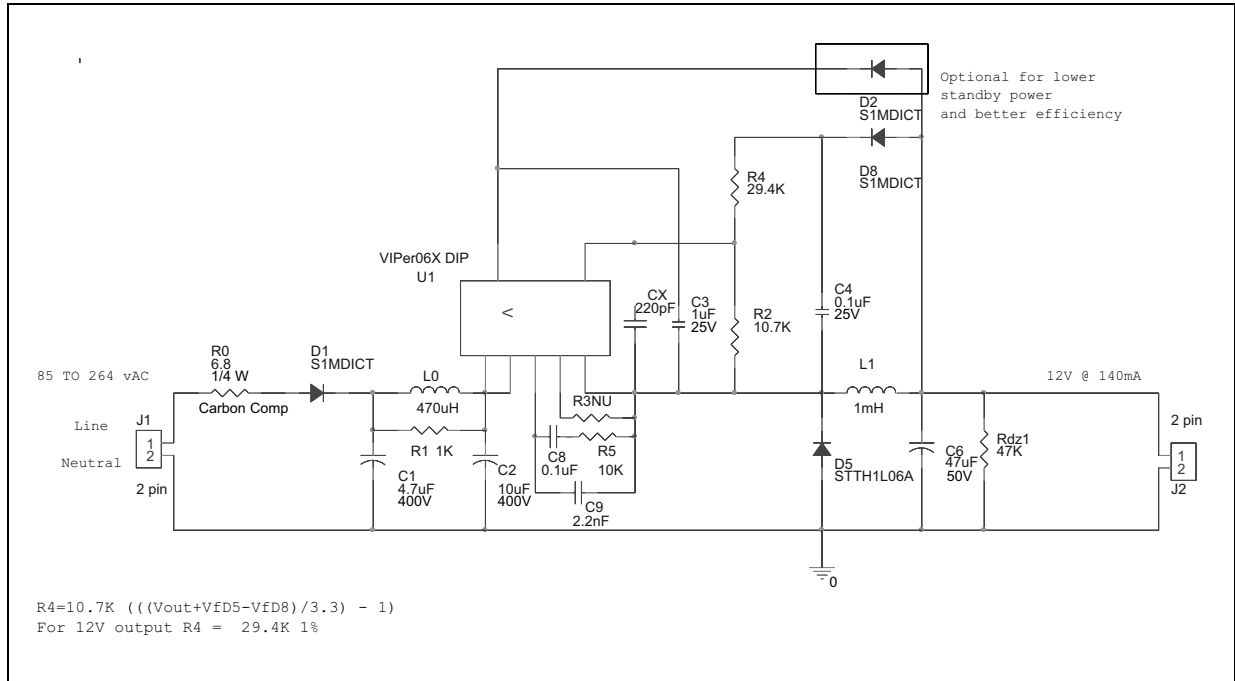 Optional for lower
standby power
and better efficiency
D2
S1MDICT
D8
S1MDICT
R4
29.4K
VIPer06X DIP
U1
<
CX
220pF
C3
1uF
25V
R2
10.7K
C4
0.1uF
25V
85 TO 264 vAC
R0
6.8
1/4 W
Carbon Comp
D1
S1MDICT
L0
470uH
L1
1mH
12V @ 140mA
J1
Line
1
2
Neutral
2 pin
R1 1K
R3NU
C8
0.1uF
R5
10K
C1
4.7uF
400V
C2
10uF
400V
C9
2.2nF
D5
STTH1L06A
C6
47uF
50V
Rdz1
47K
2 pin
1
2
J2
0
R4=10.7K (((Vout+VfD5-VfD8)/3.3) - 1)
For 12V output R4 = 29.4K 1%